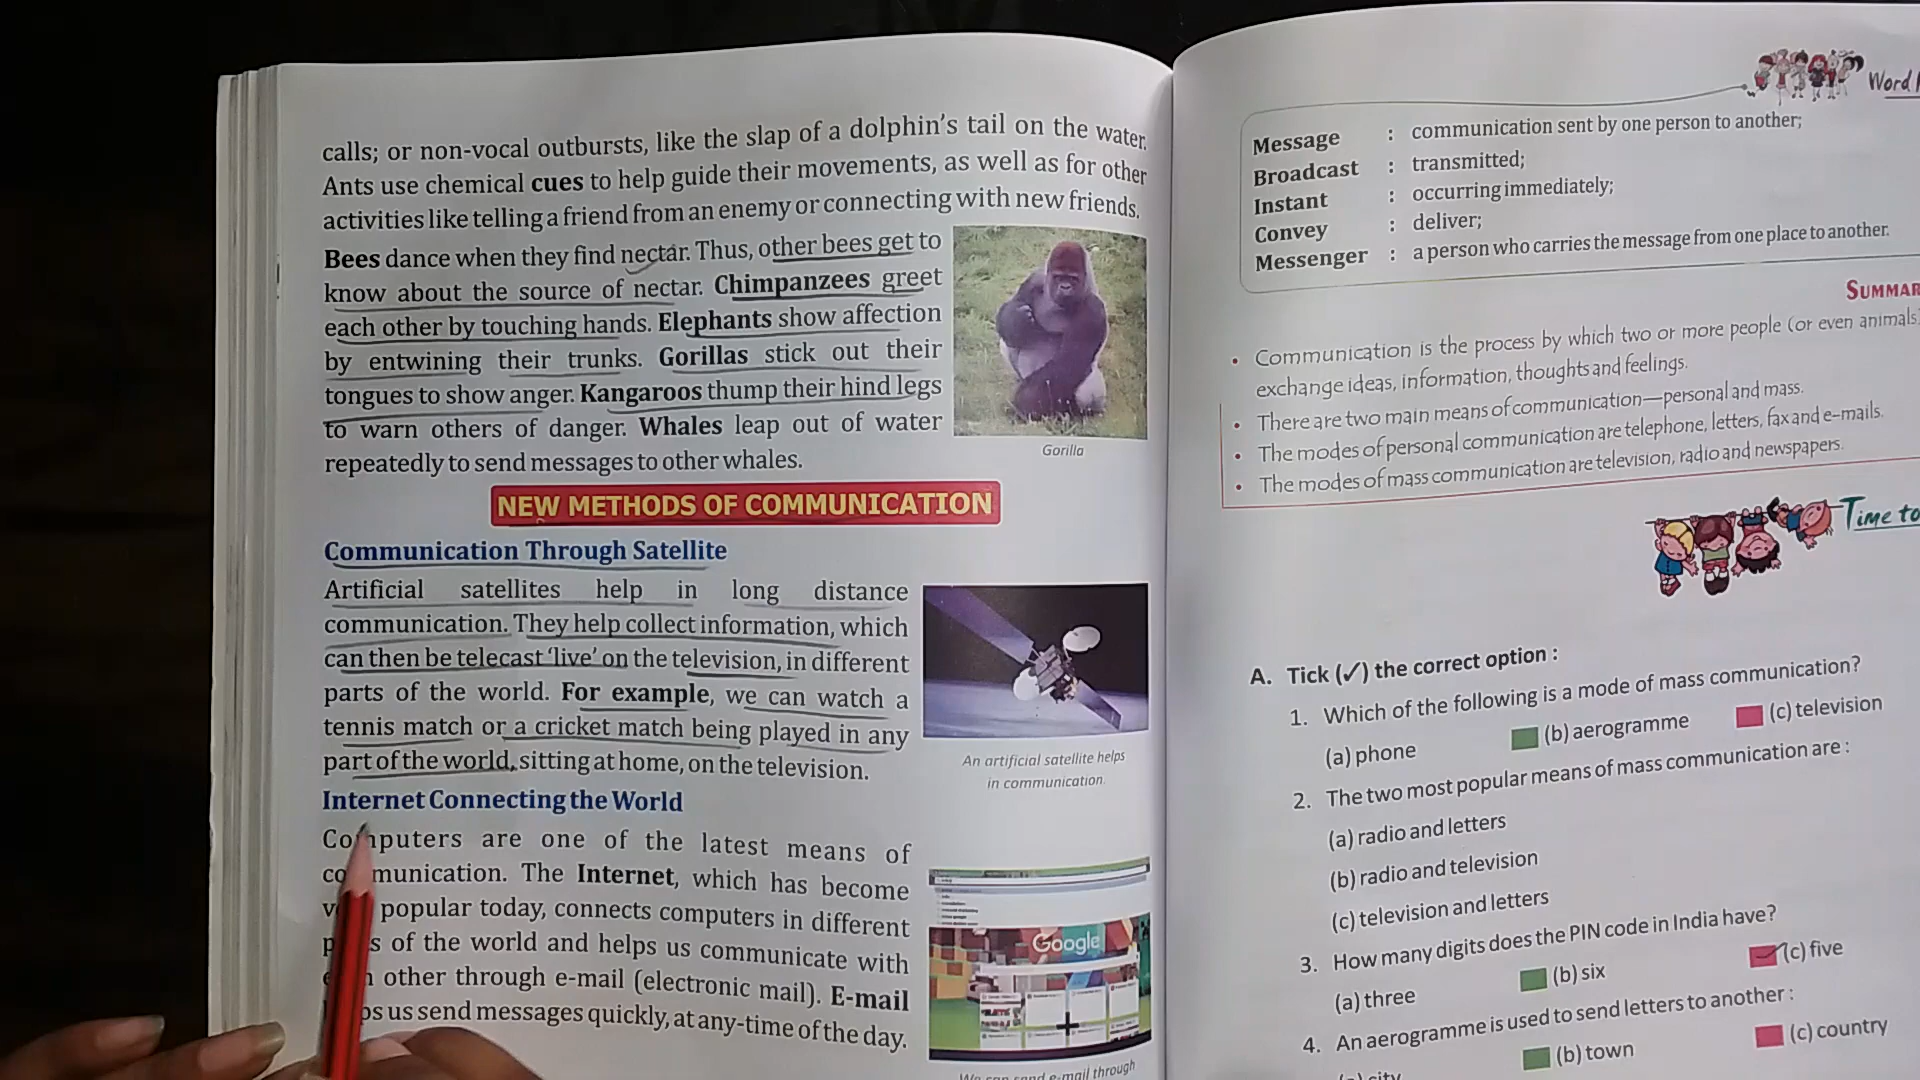 calls; or non-vocal outbursts, like the slap of a dolphin's tail on the water.
Ants use chemical cues to help guide their movements, as well as for other
activities like telling a friend from an enemy or connecting with new friends.
Bees dance when they find nectar. Thus, other bees get to
know about the source of nectar. Chimpanzees greet
each other by touching hands. Elephants show affection
by entwining their trunks. Gorillas stick out their
tongues to show anger. Kangaroos thump their hind legs
to warn others of danger. Whales leap out of water
repeatedly to send messages to other whales.
Gorilla
NEW METHODS OF COMMUNICATION
Communication Through Satellite
Artificial satellites help in long distance
communication. They help collect information, which
can then be telecast 'live' on the television, in different
parts of the world. For example, we can watch a
tennis match or a cricket match being played in any
part of the world, sitting at home, on the television.
An artificial satellite helps
in communication.
Internet Connecting the World
Computers are one of the latest means of
communication. The Internet, which has become
popular today, connects computers in different
of the world and helps us communicate with
other through e-mail (electronic mail). E-mail
us send messages quickly, at any-time of the day.
Google
We can send e-mail through
Word
Message : communication sent by one person to another;
Broadcast : transmitted;
Instant : occurring immediately;
Convey : deliver;
Messenger : a person who carries the message from one place to another.
SUMMAR
• Communication is the process by which two or more people (or even animals)
exchange ideas, information, thoughts and feelings.
• There are two main means of communication—personal and mass.
• The modes of personal communication are telephone, letters, fax and e-mails.
• The modes of mass communication are television, radio and newspapers.
Time to
A. Tick (✓) the correct option :
1. Which of the following is a mode of mass communication?
(a) phone (b) aerogramme (c) television
2. The two most popular means of mass communication are :
(a) radio and letters
(b) radio and television
(c) television and letters
3. How many digits does the PIN code in India have?
(a) three (b) six (c) five
4. An aerogramme is used to send letters to another :
(a) city (b) town (c) country